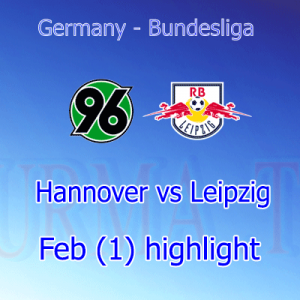 Germany - Bundesliga
96
RB
LEIPZIG
Hannover vs Leipzig
Feb (1) highlight